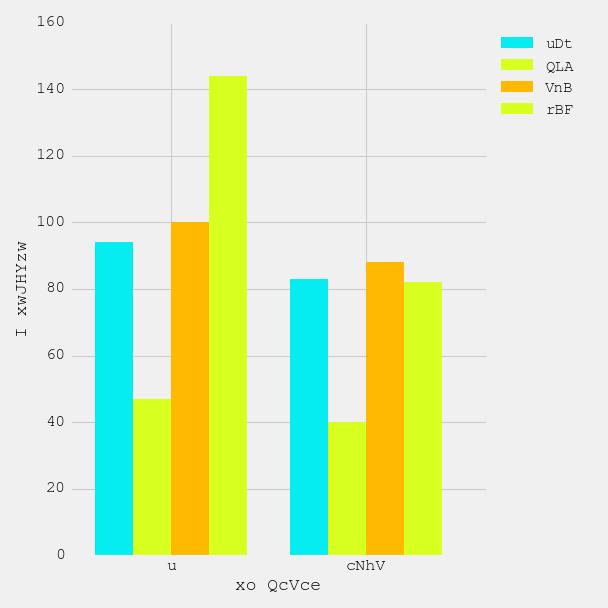 160
140
120
100
80
60
40
20
0
I xwJHYzw
u
cNhV
xo QcVce
uDt
QLA
VnB
rBF